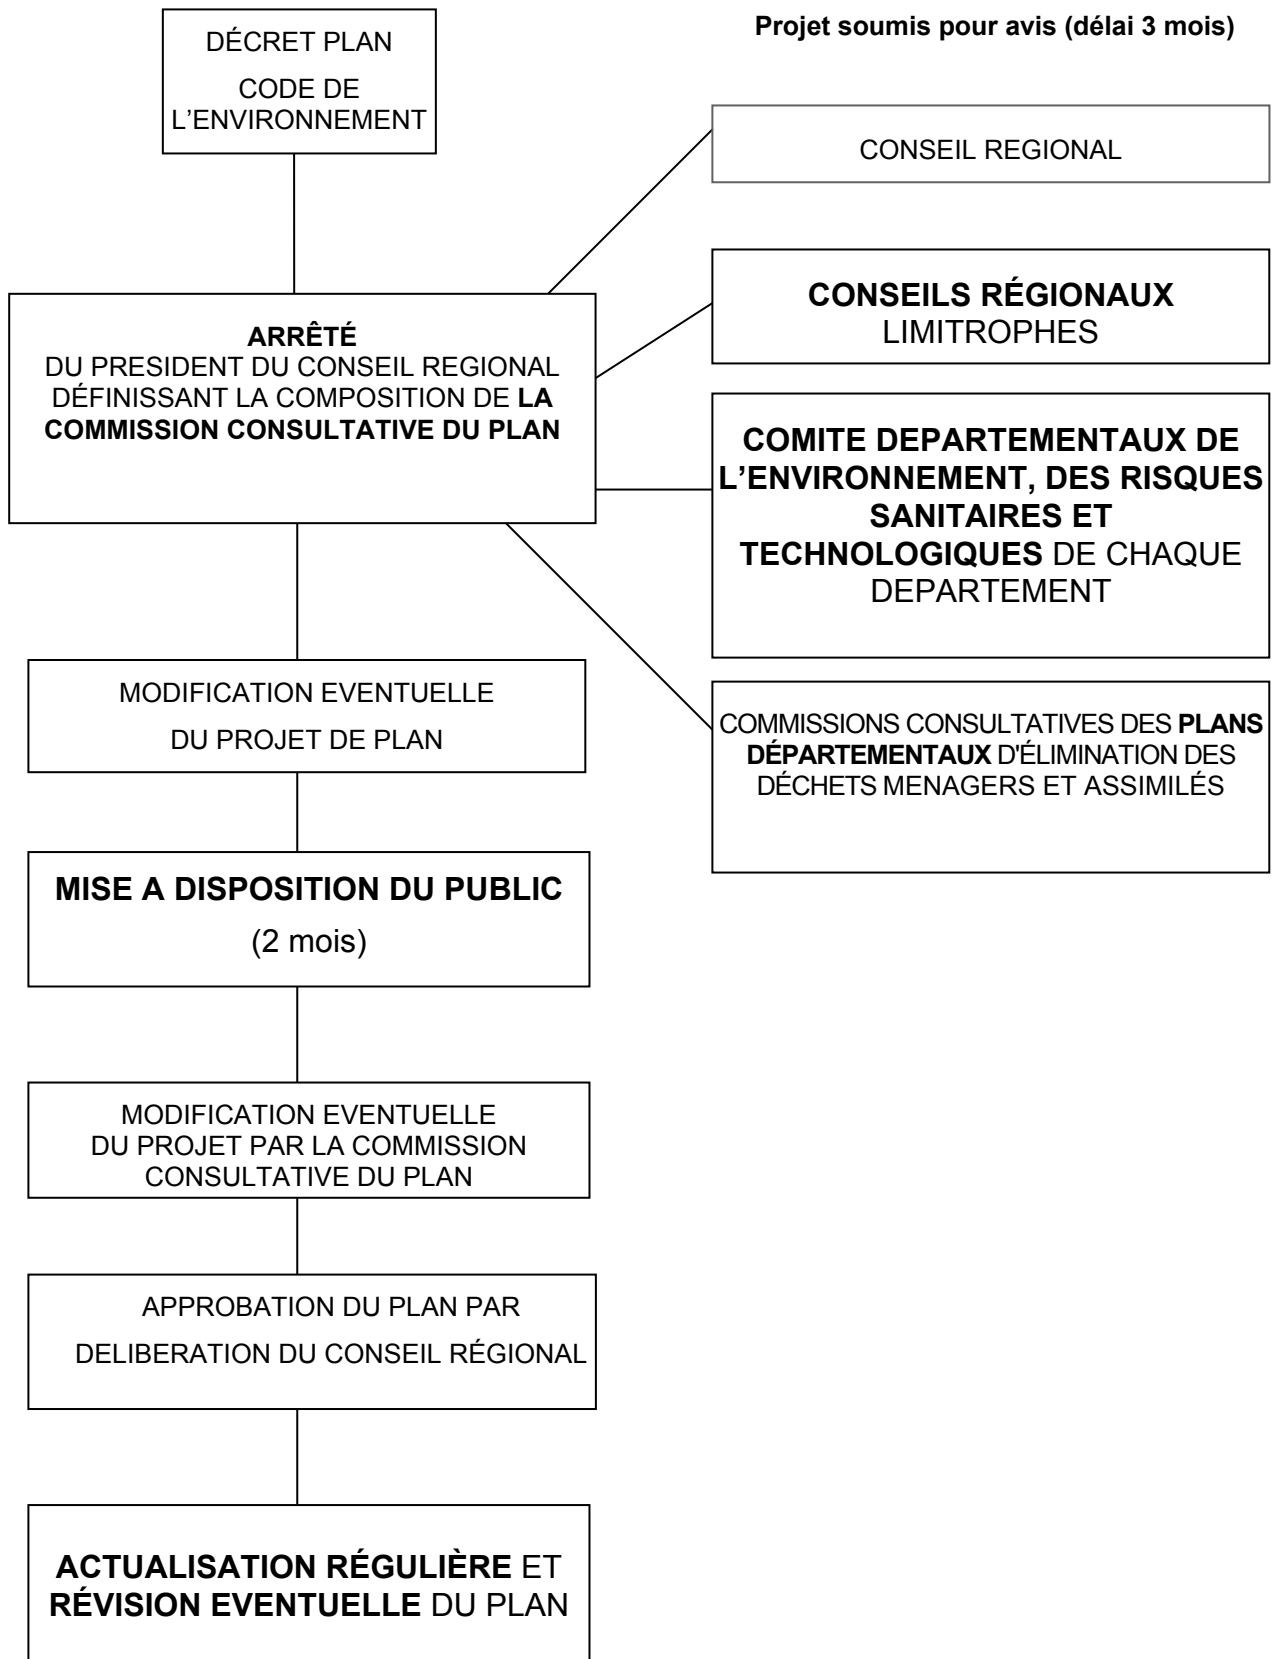 DÉCRET PLAN
CODE DE
L’ENVIRONNEMENT
Projet soumis pour avis (délai 3 mois)
CONSEIL REGIONAL
CONSEILS RÉGIONAUX
LIMITROPHES
ARRÊTÉ
DU PRESIDENT DU CONSEIL REGIONAL
DÉFINISSANT LA COMPOSITION DE LA
COMMISSION CONSULTATIVE DU PLAN
COMITE DEPARTEMENTAUX DE
L’ENVIRONNEMENT, DES RISQUES
SANITAIRES ET
TECHNOLOGIQUES DE CHAQUE
DEPARTEMENT
COMMISSIONS CONSULTATIVES DES PLANS
DÉPARTEMENTAUX D'ÉLIMINATION DES
DÉCHETS MENAGERS ET ASSIMILÉS
MODIFICATION EVENTUELLE
DU PROJET DE PLAN
MISE A DISPOSITION DU PUBLIC
(2 mois)
MODIFICATION EVENTUELLE
DU PROJET PAR LA COMMISSION
CONSULTATIVE DU PLAN
APPROBATION DU PLAN PAR
DELIBERATION DU CONSEIL RÉGIONAL
ACTUALISATION RÉGULIÈRE ET
RÉVISION EVENTUELLE DU PLAN